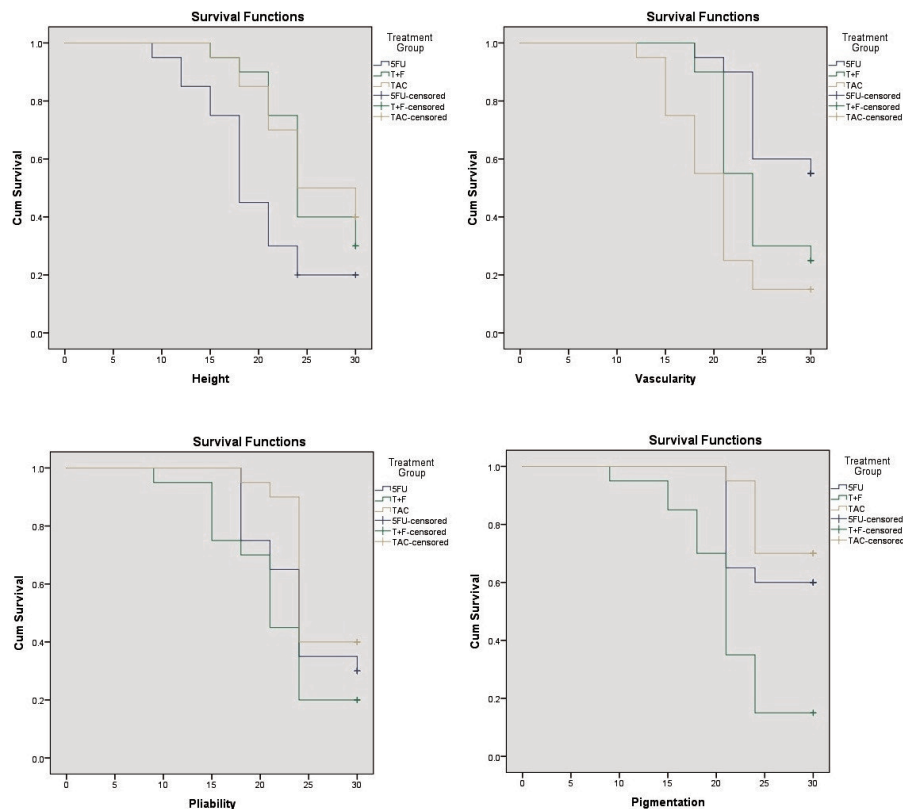 Survival Functions
Treatment
Group
5FU
T+F
TAC
5FU-censored
T+F-censored
TAC-censored
Cum Survival
1.0
0.8
0.6
0.4
0.2
0.0
0 5 10 15 20 25 30
Height
Survival Functions
Treatment
Group
5FU
T+F
TAC
5FU-censored
T+F-censored
TAC-censored
Cum Survival
1.0
0.8
0.6
0.4
0.2
0.0
0 5 10 15 20 25 30
Vascularity
Survival Functions
Treatment
Group
5FU
T+F
TAC
5FU-censored
T+F-censored
TAC-censored
Cum Survival
1.0
0.8
0.6
0.4
0.2
0.0
0 5 10 15 20 25 30
Pliability
Survival Functions
Treatment
Group
5FU
T+F
TAC
5FU-censored
T+F-censored
TAC-censored
Cum Survival
1.0
0.8
0.6
0.4
0.2
0.0
0 5 10 15 20 25 30
Pigmentation